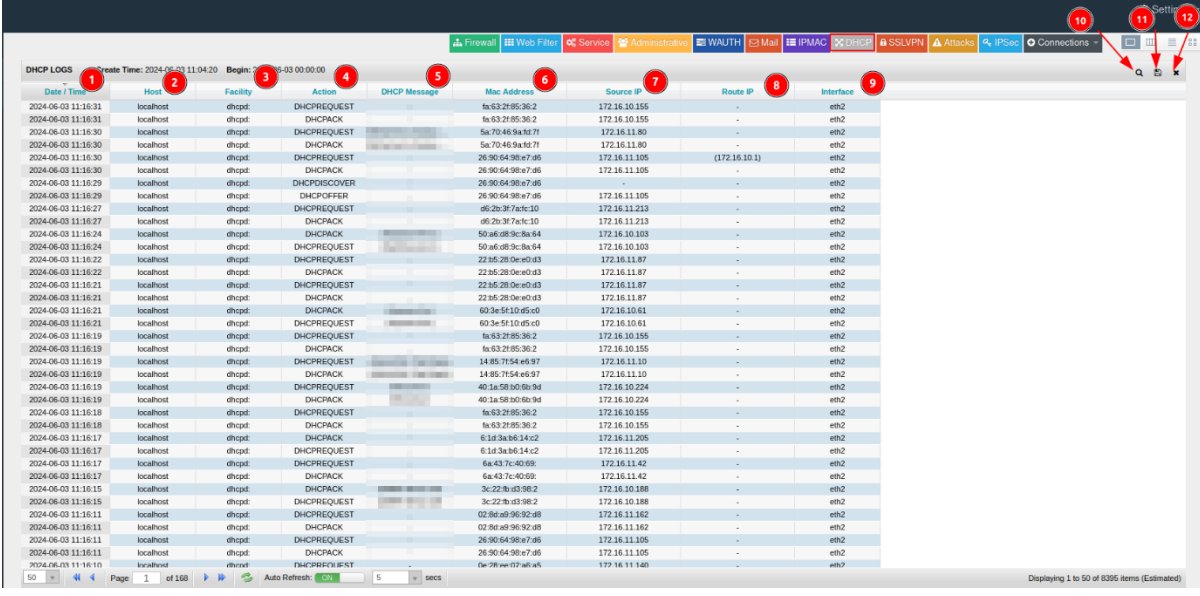 Setting
10 11 12
Firewall Web Filter Service Administrative WAUTH Mail IPMAC DHCP SSLVPN Attacks IPSec Connections
DHCP LOGS Create Time: 2024-06-03 11:04:20 Begin: 06-03 00:00:00
1 2 3 4 5 6 7 8 9
Date / Time Host Facility Action DHCP Message Mac Address Source IP Route IP Interface
2024-06-03 11:16:31 localhost dhcpd: DHCPREQUEST fa:63:2f:85:36:2 172.16.10.155 - eth2
2024-06-03 11:16:31 localhost dhcpd: DHCPACK fa:63:2f:85:36:2 172.16.10.155 - eth2
2024-06-03 11:16:30 localhost dhcpd: DHCPREQUEST 5a:70:46:9a:fd:7f 172.16.11.80 - eth2
2024-06-03 11:16:30 localhost dhcpd: DHCPACK 5a:70:46:9a:fd:7f 172.16.11.80 - eth2
2024-06-03 11:16:30 localhost dhcpd: DHCPREQUEST 26:90:64:98:e7:d6 172.16.11.105 (172.16.10.1) eth2
2024-06-03 11:16:30 localhost dhcpd: DHCPACK 26:90:64:98:e7:d6 172.16.11.105 - eth2
2024-06-03 11:16:29 localhost dhcpd: DHCPDISCOVER 26:90:64:98:e7:d6 - - eth2
2024-06-03 11:16:29 localhost dhcpd: DHCPOFFER 26:90:64:98:e7:d6 172.16.11.105 - eth2
2024-06-03 11:16:27 localhost dhcpd: DHCPREQUEST d6:2b:3f:7a:fc:10 172.16.11.213 - eth2
2024-06-03 11:16:27 localhost dhcpd: DHCPACK d6:2b:3f:7a:fc:10 172.16.11.213 - eth2
2024-06-03 11:16:24 localhost dhcpd: DHCPACK 50:a6:d8:9c:8a:64 172.16.10.103 - eth2
2024-06-03 11:16:24 localhost dhcpd: DHCPREQUEST 50:a6:d8:9c:8a:64 172.16.10.103 - eth2
2024-06-03 11:16:22 localhost dhcpd: DHCPREQUEST 22:b5:28:0e:e0:d3 172.16.11.87 - eth2
2024-06-03 11:16:22 localhost dhcpd: DHCPACK 22:b5:28:0e:e0:d3 172.16.11.87 - eth2
2024-06-03 11:16:21 localhost dhcpd: DHCPREQUEST 22:b5:28:0e:e0:d3 172.16.11.87 - eth2
2024-06-03 11:16:21 localhost dhcpd: DHCPACK 22:b5:28:0e:e0:d3 172.16.11.87 - eth2
2024-06-03 11:16:21 localhost dhcpd: DHCPACK 60:3e:5f:10:d5:c0 172.16.10.61 - eth2
2024-06-03 11:16:21 localhost dhcpd: DHCPREQUEST 60:3e:5f:10:d5:c0 172.16.10.61 - eth2
2024-06-03 11:16:19 localhost dhcpd: DHCPREQUEST fa:63:2f:85:36:2 172.16.10.155 - eth2
2024-06-03 11:16:19 localhost dhcpd: DHCPACK fa:63:2f:85:36:2 172.16.10.155 - eth2
2024-06-03 11:16:19 localhost dhcpd: DHCPREQUEST 14:85:7f:54:e6:97 172.16.11.10 - eth2
2024-06-03 11:16:19 localhost dhcpd: DHCPACK 14:85:7f:54:e6:97 172.16.11.10 - eth2
2024-06-03 11:16:19 localhost dhcpd: DHCPREQUEST 40:1a:58:b0:6b:9d 172.16.10.224 - eth2
2024-06-03 11:16:19 localhost dhcpd: DHCPACK 40:1a:58:b0:6b:9d 172.16.10.224 - eth2
2024-06-03 11:16:18 localhost dhcpd: DHCPREQUEST fa:63:2f:85:36:2 172.16.10.155 - eth2
2024-06-03 11:16:18 localhost dhcpd: DHCPACK fa:63:2f:85:36:2 172.16.10.155 - eth2
2024-06-03 11:16:17 localhost dhcpd: DHCPACK 6:1d:3a:b6:14:c2 172.16.11.205 - eth2
2024-06-03 11:16:17 localhost dhcpd: DHCPREQUEST 6:1d:3a:b6:14:c2 172.16.11.205 - eth2
2024-06-03 11:16:17 localhost dhcpd: DHCPREQUEST 6a:43:7c:40:69: 172.16.11.42 - eth2
2024-06-03 11:16:17 localhost dhcpd: DHCPACK 6a:43:7c:40:69: 172.16.11.42 - eth2
2024-06-03 11:16:15 localhost dhcpd: DHCPACK 3c:22:fb:d3:98:2 172.16.10.188 - eth2
2024-06-03 11:16:15 localhost dhcpd: DHCPREQUEST 3c:22:fb:d3:98:2 172.16.10.188 - eth2
2024-06-03 11:16:11 localhost dhcpd: DHCPREQUEST 02:8d:a9:96:92:d8 172.16.11.162 - eth2
2024-06-03 11:16:11 localhost dhcpd: DHCPACK 02:8d:a9:96:92:d8 172.16.11.162 - eth2
2024-06-03 11:16:11 localhost dhcpd: DHCPREQUEST 26:90:64:98:e7:d6 172.16.11.105 - eth2
2024-06-03 11:16:11 localhost dhcpd: DHCPACK 26:90:64:98:e7:d6 172.16.11.105 - eth2
2024-06-03 11:16:10 localhost dhcpd: DHCPREQUEST 0e:28:ee:07:a6:a5 172.16.11.140 - eth2
50 Page 1 of 168 Auto Refresh: ON 5 secs Displaying 1 to 50 of 8395 items (Estimated)